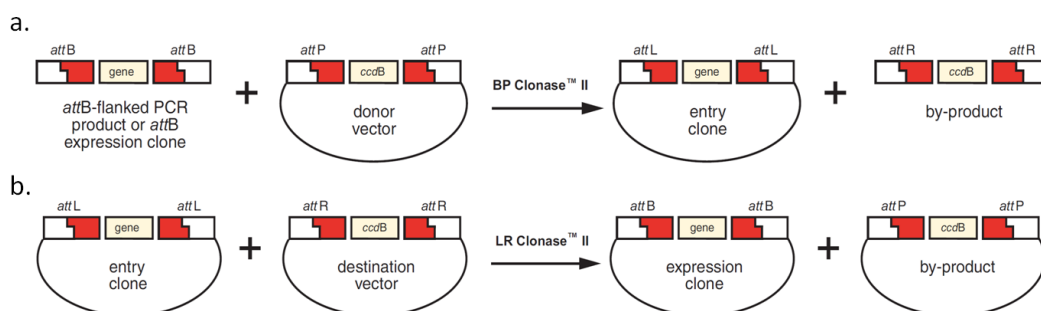 a.
attB attB attP attP attL attL attR attR
gene ccdB gene ccdB
+ BP Clonase™ II +
attB-flanked PCR
product or attB
expression clone
donor
vector
entry
clone
by-product
b.
attL attL attR attR attB attB attP attP
gene ccdB gene ccdB
+ LR Clonase™ II +
entry
clone
destination
vector
expression
clone
by-product